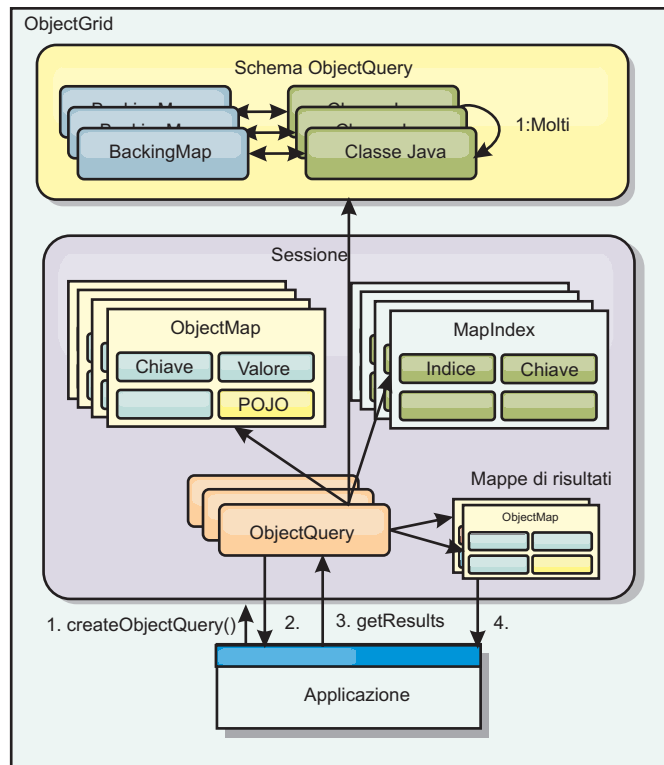 ObjectGrid
Schema ObjectQuery
BackingMap
Classe Java
1:Molti
Sessione
ObjectMap
Chiave
Valore
POJO
MapIndex
Indice
Chiave
Mappe di risultati
ObjectMap
ObjectQuery
1. createObjectQuery()
2.
3. getResults
4.
Applicazione